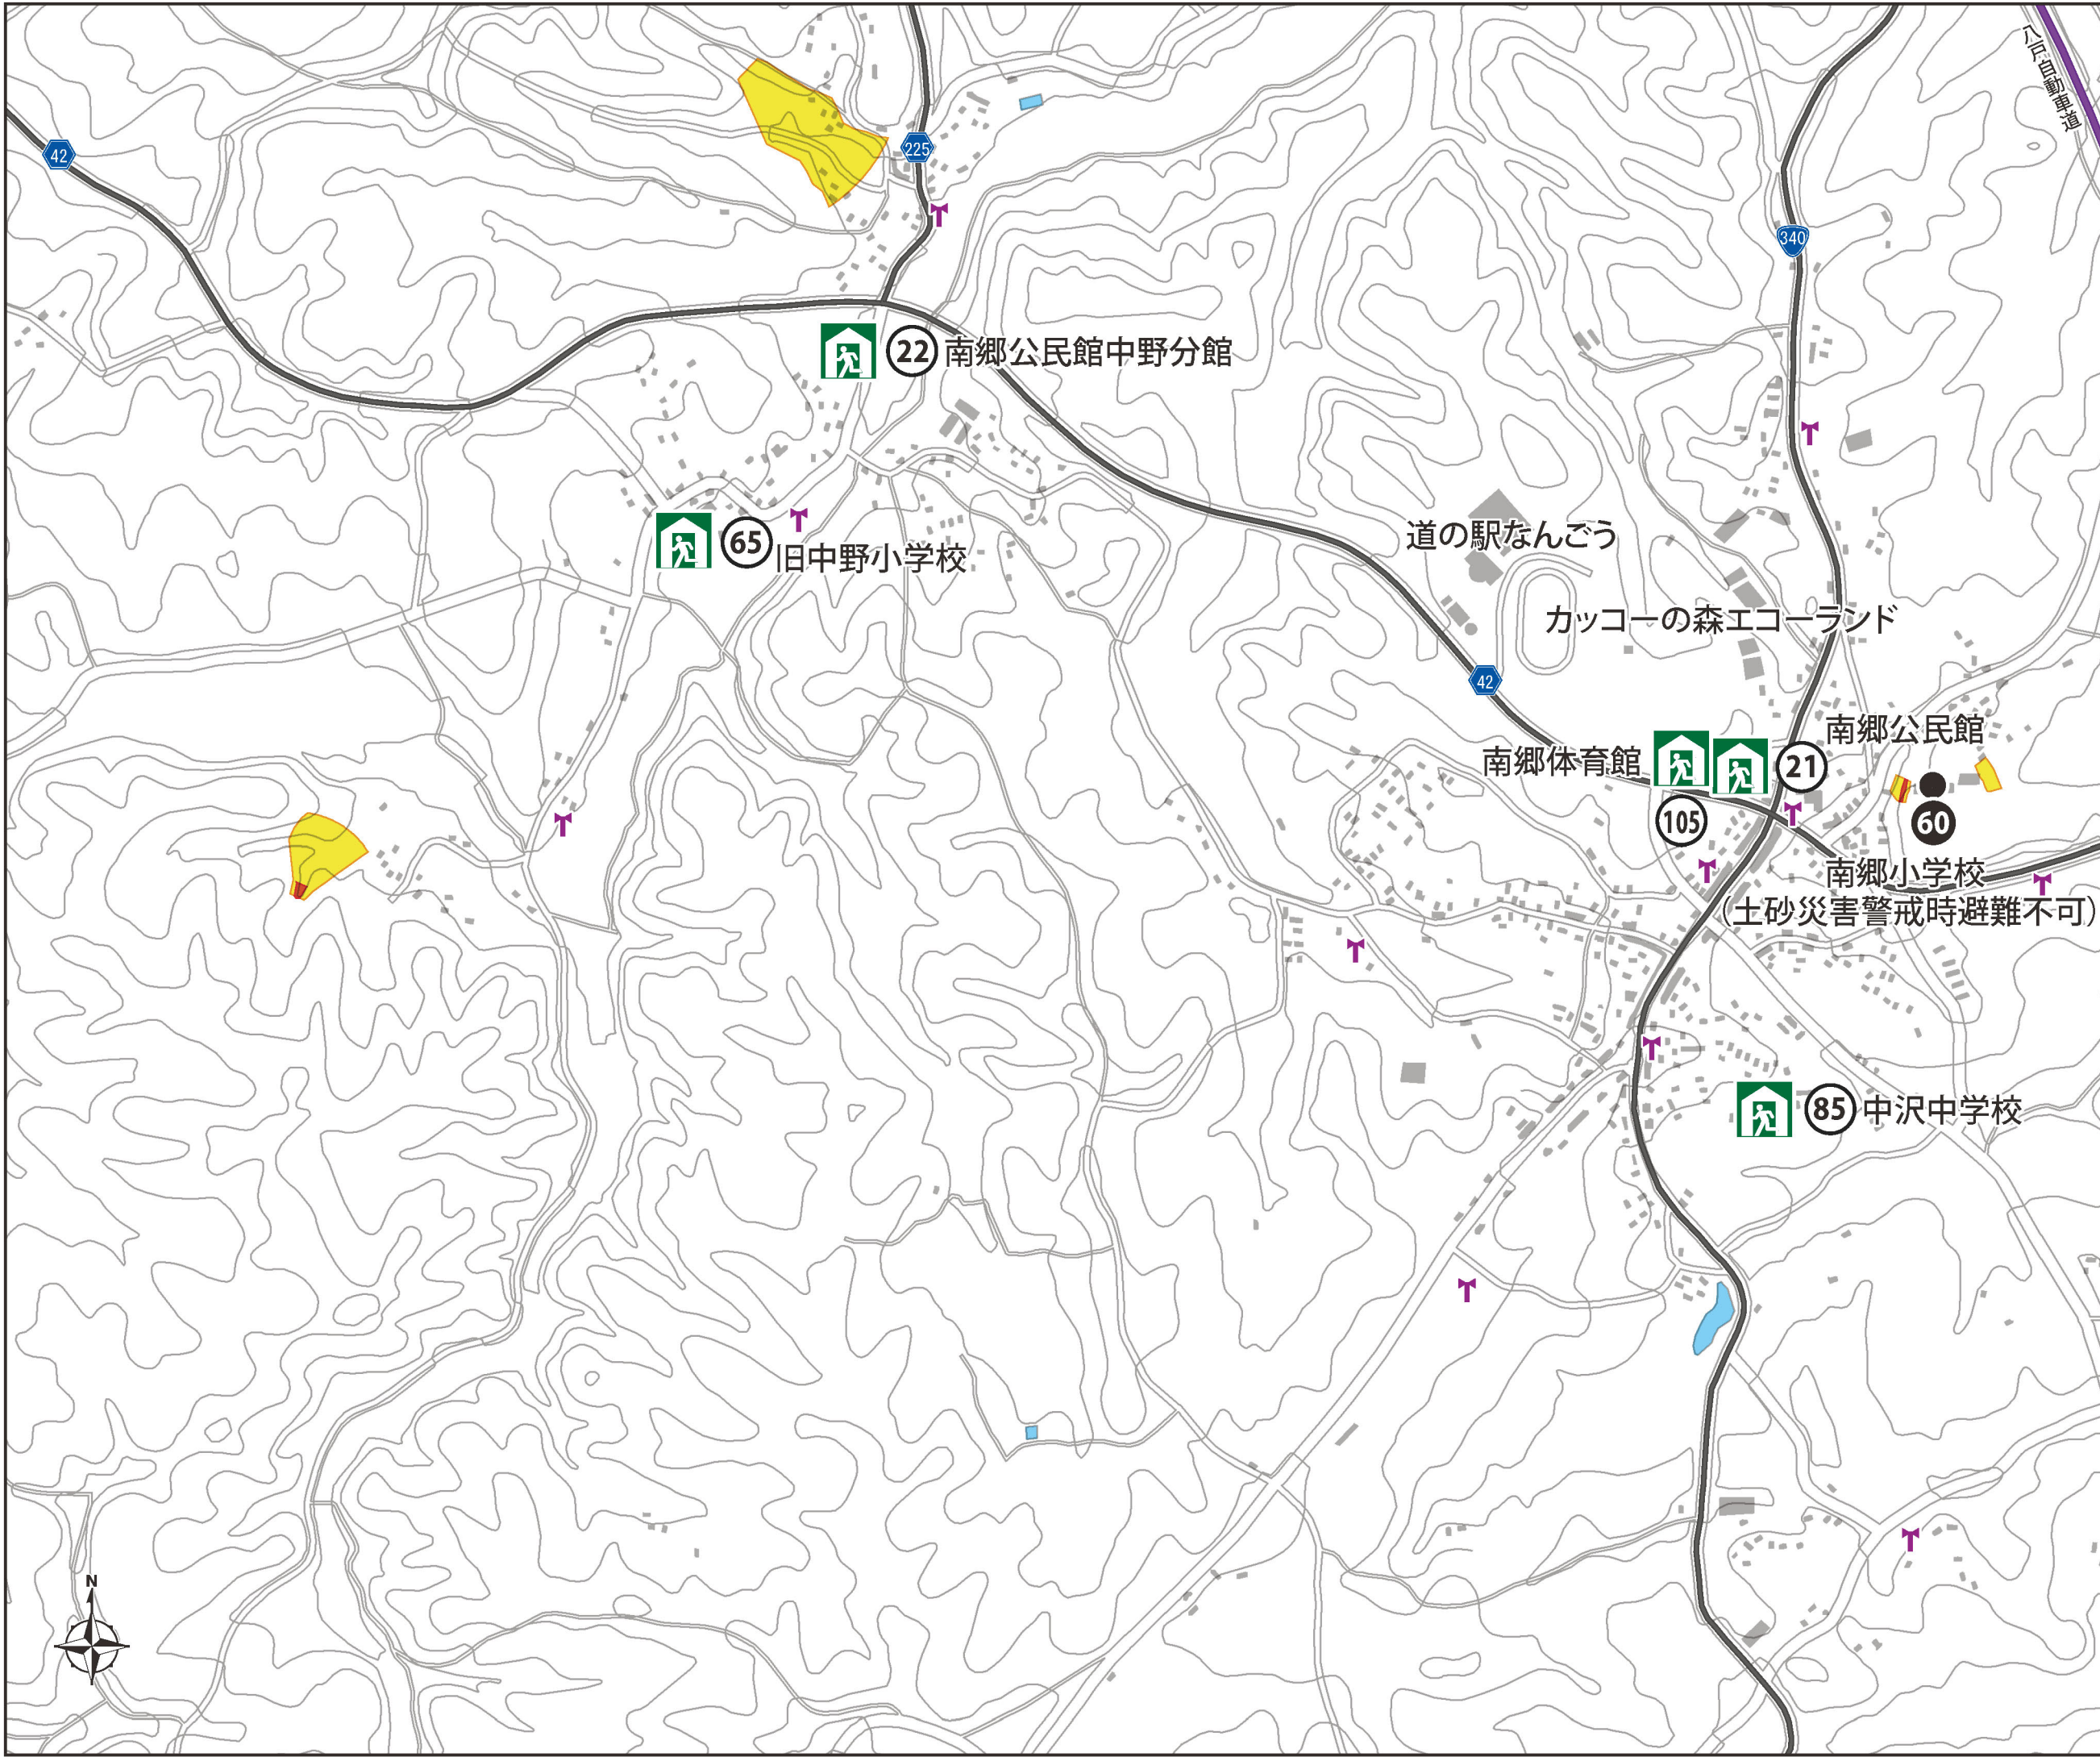 八戸自動車道
42
225
340
22 南郷公民館中野分館
65 旧中野小学校
道の駅なんごう
カッコーの森エコーランド
42
南郷公民館
南郷体育館
21
105
60
南郷小学校
（土砂災害警戒時避難不可）
85 中沢中学校
N